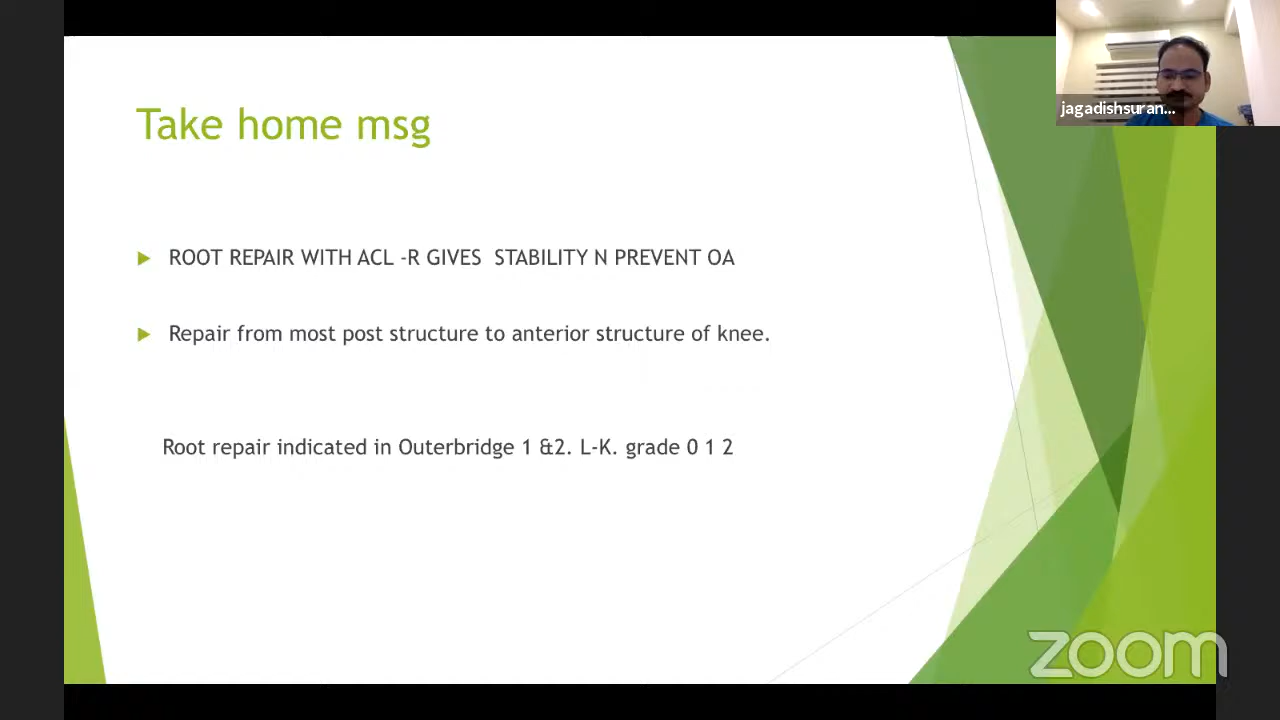 jagadishsuran...
Take home msg
ROOT REPAIR WITH ACL -R GIVES STABILITY N PREVENT OA
Repair from most post structure to anterior structure of knee.
Root repair indicated in Outerbridge 1 &2. L-K. grade 0 1 2
zoom